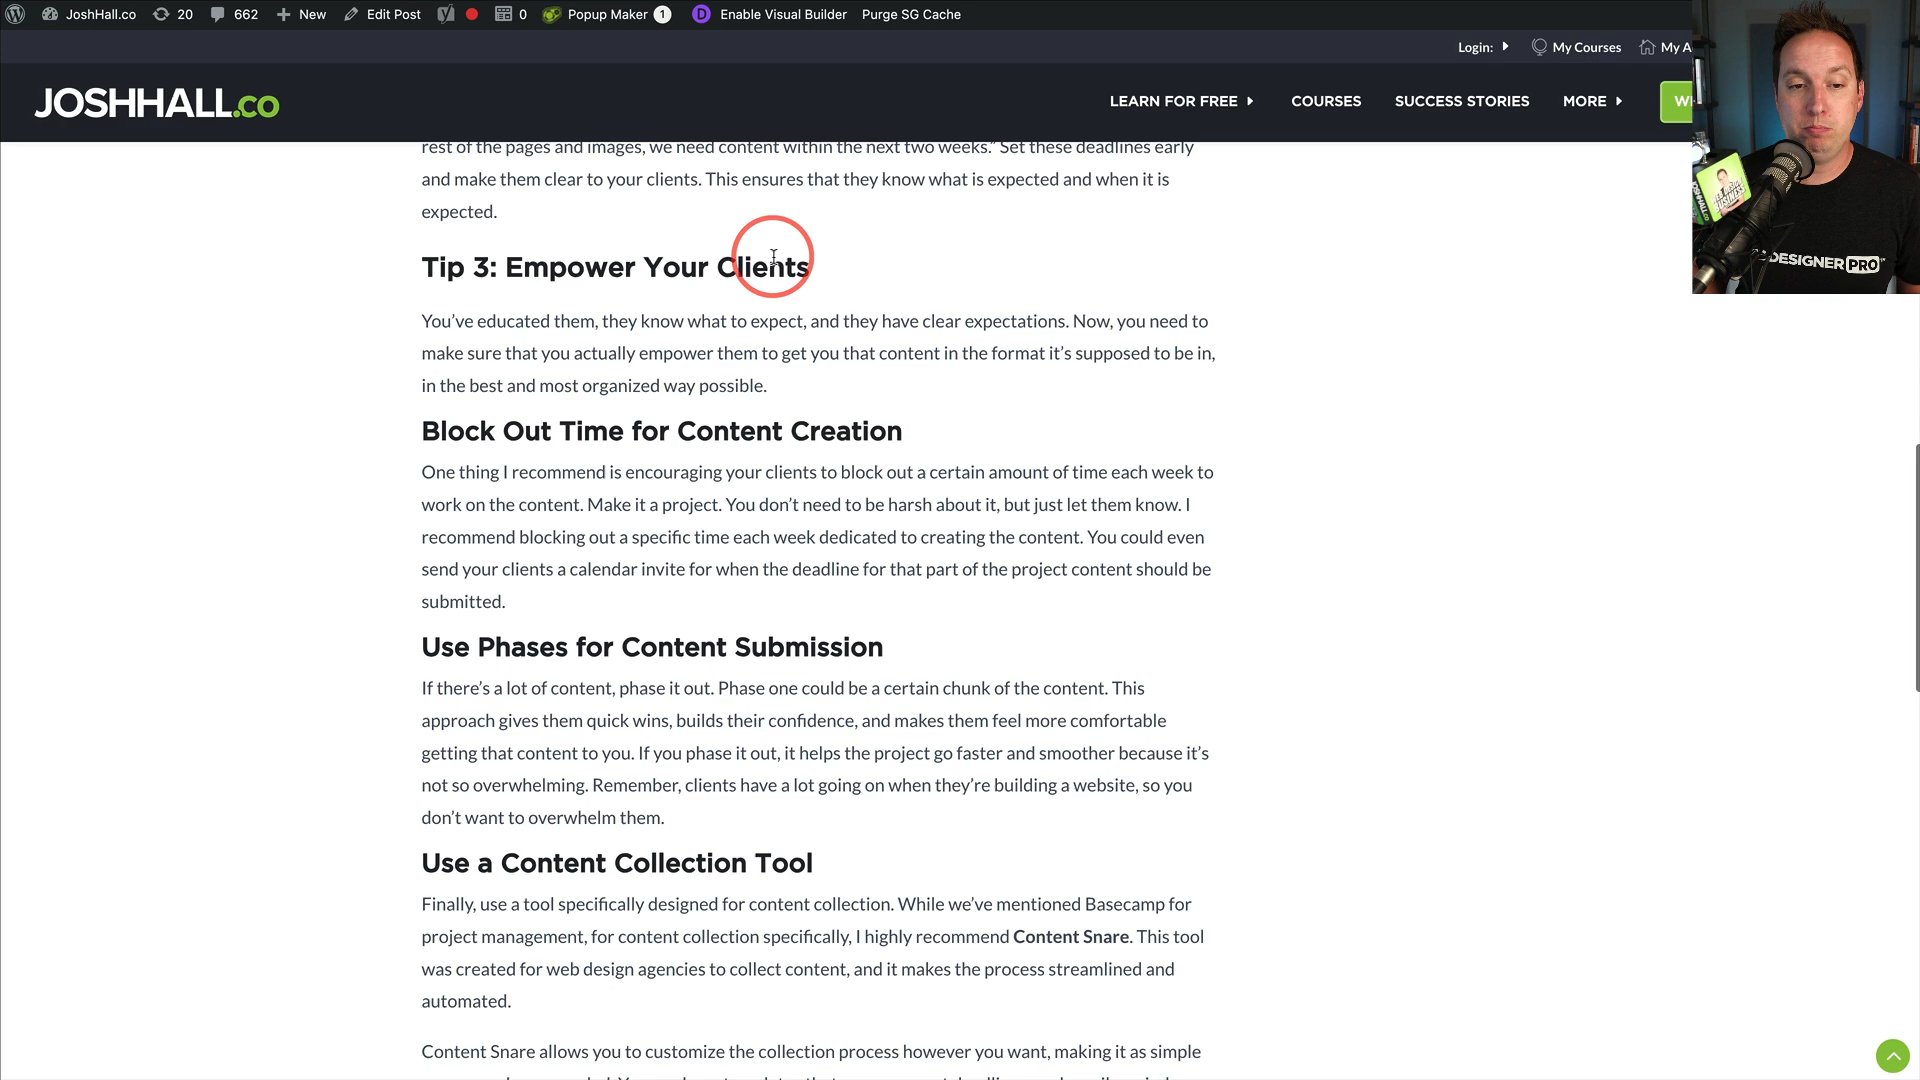 JoshHall.co 20 662 New Edit Post 0 Popup Maker 1 D Enable Visual Builder Purge SG Cache
Login: My Courses My A
JOSHHALL.co LEARN FOR FREE COURSES SUCCESS STORIES MORE
rest of the pages and images, we need content within the next two weeks.” Set these deadlines early
and make them clear to your clients. This ensures that they know what is expected and when it is
expected.
DESIGNER PRO
Tip 3: Empower Your Clients
You’ve educated them, they know what to expect, and they have clear expectations. Now, you need to
make sure that you actually empower them to get you that content in the format it’s supposed to be in,
in the best and most organized way possible.
Block Out Time for Content Creation
One thing I recommend is encouraging your clients to block out a certain amount of time each week to
work on the content. Make it a project. You don’t need to be harsh about it, but just let them know. I
recommend blocking out a specific time each week dedicated to creating the content. You could even
send your clients a calendar invite for when the deadline for that part of the project content should be
submitted.
Use Phases for Content Submission
If there’s a lot of content, phase it out. Phase one could be a certain chunk of the content. This
approach gives them quick wins, builds their confidence, and makes them feel more comfortable
getting that content to you. If you phase it out, it helps the project go faster and smoother because it’s
not so overwhelming. Remember, clients have a lot going on when they’re building a website, so you
don’t want to overwhelm them.
Use a Content Collection Tool
Finally, use a tool specifically designed for content collection. While we’ve mentioned Basecamp for
project management, for content collection specifically, I highly recommend Content Snare. This tool
was created for web design agencies to collect content, and it makes the process streamlined and
automated.
Content Snare allows you to customize the collection process however you want, making it as simple